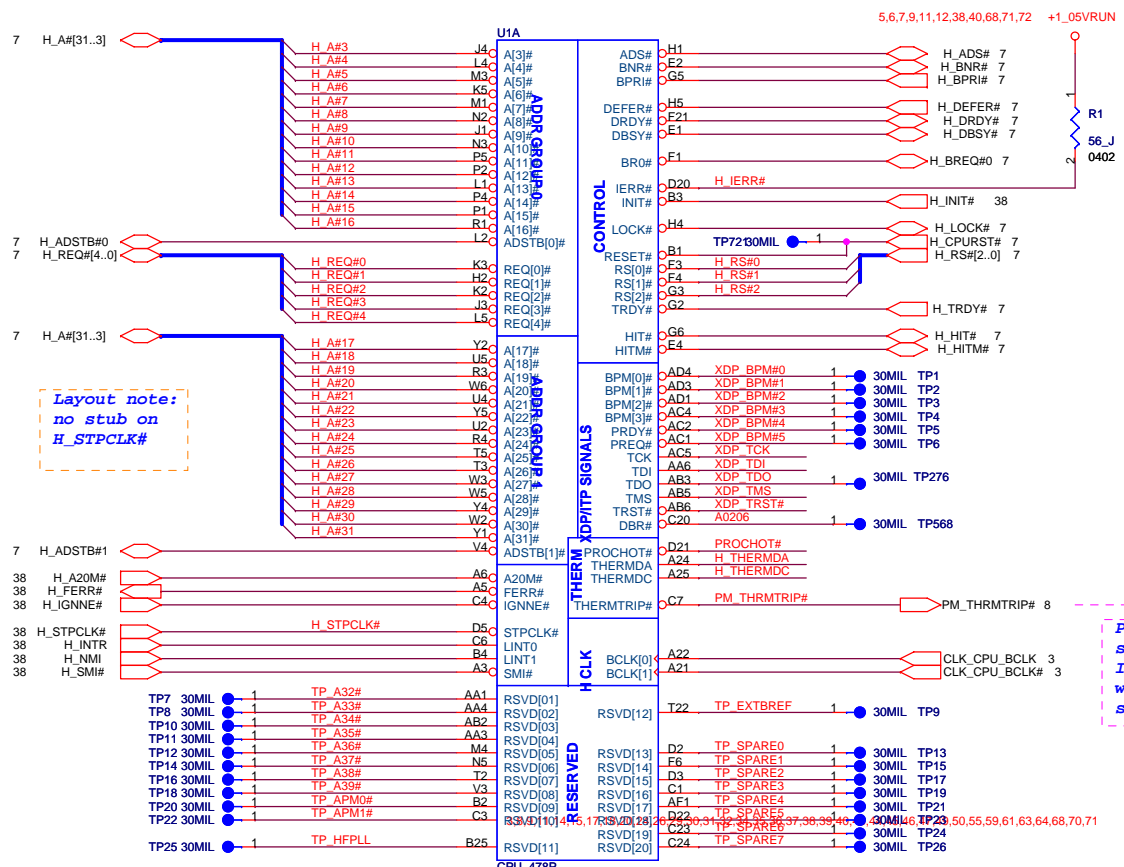 5,6,7,9,11,12,38,40,68,71,72 +1_05VRUN
U1A
7 H_A#[31..3]
H_A#3 J4 A[3]# ADS# H1 H_ADS# 7
H_A#4 L4 A[4]# BNR# E2 H_BNR# 7
H_A#5 M3 A[5]# BPRI# G5 H_BPRI# 7
H_A#6 K5 A[6]#
H_A#7 M1 A[7]# DEFER# H5 H_DEFER# 7
H_A#8 N2 A[8]# DRDY# F21 H_DRDY# 7
H_A#9 J1 A[9]# DBSY# E1 H_DBSY# 7
H_A#10 N3 A[10]#
H_A#11 P5 A[11]# BR0# F1 H_BREQ#0 7
H_A#12 P2 A[12]#
H_A#13 L1 A[13]# IERR# D20 H_IERR#
H_A#14 P4 A[14]# INIT# B3 H_INIT# 38
H_A#15 P1 A[15]#
H_A#16 R1 A[16]# LOCK# H4 H_LOCK# 7
7 H_ADSTB#0 L2 ADSTB[0]# TP72130MIL 1 H_CPURST# 7
7 H_REQ#[4..0] RESET# B1 H_RS#[2..0] 7
H_REQ#0 K3 REQ[0]# RS[0]# F3 H_RS#0
H_REQ#1 H2 REQ[1]# RS[1]# F4 H_RS#1
H_REQ#2 K2 REQ[2]# RS[2]# G3 H_RS#2
H_REQ#3 J3 REQ[3]# TRDY# G2 H_TRDY# 7
H_REQ#4 L5 REQ[4]#
1
R1
56_J
2 0402
ADDR GROUP 0
CONTROL
7 H_A#[31..3] HIT# G6 H_HIT# 7
H_A#17 Y2 A[17]# HITM# E4 H_HITM# 7
H_A#18 U5 A[18]#
H_A#19 R3 A[19]# BPM[0]# AD4 XDP_BPM#0 1 30MIL TP1
H_A#20 W6 A[20]# BPM[1]# AD3 XDP_BPM#1 1 30MIL TP2
H_A#21 U4 A[21]# BPM[2]# AD1 XDP_BPM#2 1 30MIL TP3
H_A#22 Y5 A[22]# BPM[3]# AC4 XDP_BPM#3 1 30MIL TP4
H_A#23 U2 A[23]# PRDY# AC2 XDP_BPM#4 1 30MIL TP5
H_A#24 R4 A[24]# PREQ# AC1 XDP_BPM#5 1 30MIL TP6
H_A#25 T5 A[25]# TCK AC5 XDP_TCK
H_A#26 T3 A[26]# TDI AA6 XDP_TDI
H_A#27 W3 A[27]# TDO AB3 XDP_TDO 1 30MIL TP276
H_A#28 W5 A[28]# TMS AB5 XDP_TMS
H_A#29 Y4 A[29]# TRST# AB6 XDP_TRST#
H_A#30 W2 A[30]# DBR# C20 A0206 1 30MIL TP568
H_A#31 Y1 A[31]#
7 H_ADSTB#1 V4 ADSTB[1]# PROCHOT# D21 PROCHOT#
THERMDA A24 H_THERMDA
THERMDC A25 H_THERMDC
Layout note:
no stub on
H_STPCLK#
ADDR GROUP 1
XDP/ITP SIGNALS
THERM
38 H_A20M# A6 A20M#
38 H_FERR# A5 FERR#
38 H_IGNNE# C4 IGNNE# THERMTRIP# C7 PM_THRMTRIP# PM_THRMTRIP# 8
38 H_STPCLK# H_STPCLK# D5 STPCLK#
38 H_INTR C6 LINT0
38 H_NMI B4 LINT1 BCLK[0] A22 CLK_CPU_BCLK 3
38 H_SMI# A3 SMI# BCLK[1] A21 CLK_CPU_BCLK# 3
H CLK
TP7 30MIL 1 TP_A32# AA1 RSVD[01]
TP8 30MIL 1 TP_A33# AA4 RSVD[02] RSVD[12] T22 TP_EXTBREF 1 30MIL TP9
TP10 30MIL 1 TP_A34# AB2 RSVD[03]
TP11 30MIL 1 TP_A35# AA3 RSVD[04]
TP12 30MIL 1 TP_A36# M4 RSVD[05] RSVD[13] D2 TP_SPARE0 1 30MIL TP13
TP14 30MIL 1 TP_A37# N5 RSVD[06] RSVD[14] F6 TP_SPARE1 1 30MIL TP15
TP16 30MIL 1 TP_A38# T2 RSVD[07] RSVD[15] D3 TP_SPARE2 1 30MIL TP17
TP18 30MIL 1 TP_A39# V3 RSVD[08] RSVD[16] C1 TP_SPARE3 1 30MIL TP19
TP20 30MIL 1 TP_APM0# B2 RSVD[09] RSVD[17] AF1 TP_SPARE4 1 30MIL TP21
TP22 30MIL 1 TP_APM1# C3 RSVD[10] RSVD[18] D22 TP_SPARE5 1 30MIL TP23
RSVD[19] C23 TP_SPARE6 1 30MIL TP24
TP25 30MIL 1 TP_HFPLL B25 RSVD[11] RSVD[20] C24 TP_SPARE7 1 30MIL TP26
RESERVED
CPU_478P